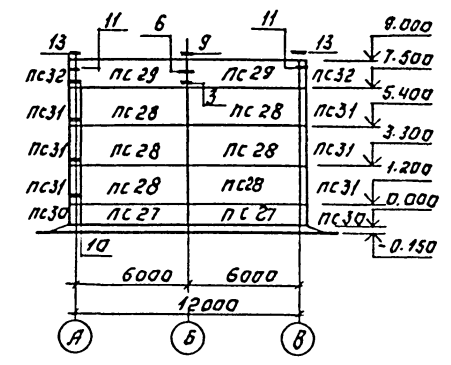 11 6 9 11
13 13 8.000
7.500
пс32 пс29 пс29 пс32
3 5.400
пс31 пс28 пс28 пс31
3.300
пс31 пс28 пс28 пс31
1.200
пс31 пс28 пс28 пс31
0.000
пс30 пс27 пс27 пс30
10 -0.150
6000 6000
12000
А Б В